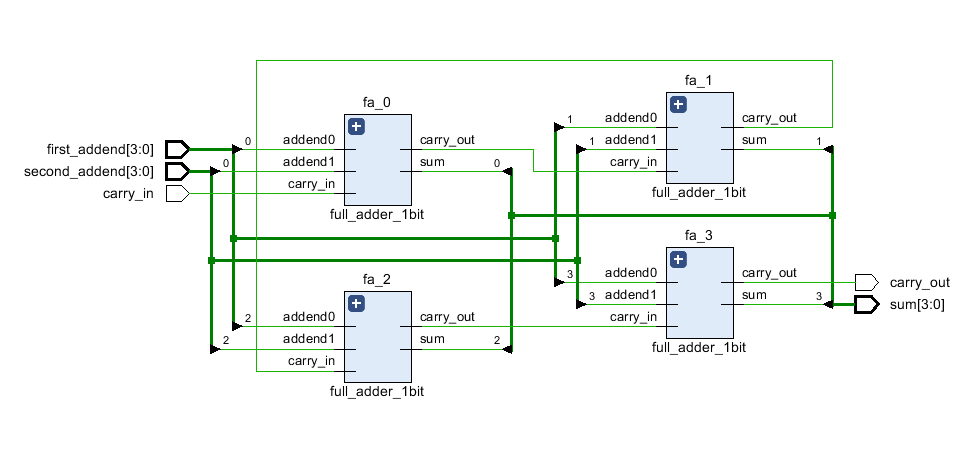 fa_1
fa_0
addend0
1
carry_out
first_addend[3:0]
0
addend0
carry_out
1
addend1
sum
1
second_addend[3:0]
0
addend1
sum
0
carry_in
carry_in
carry_in
full_adder_1bit
full_adder_1bit
fa_3
fa_2
3
addend0
carry_out
carry_out
3
addend1
sum
3
sum[3:0]
2
addend0
carry_out
carry_in
2
addend1
sum
2
full_adder_1bit
carry_in
full_adder_1bit